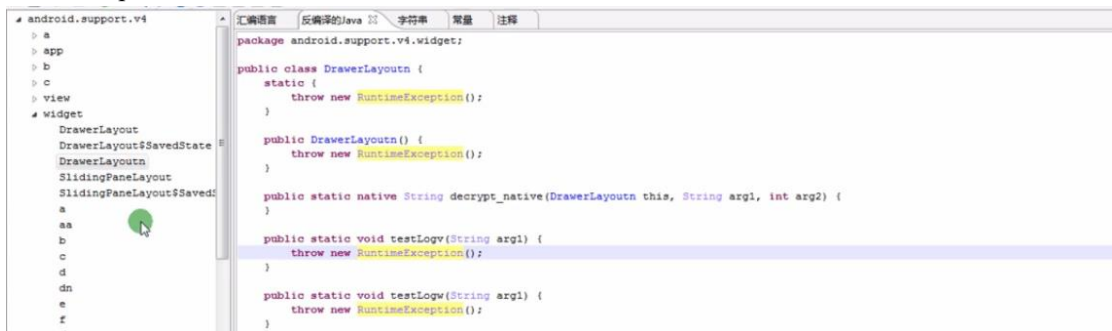 android.support.v4
a
app
b
c
view
widget
DrawerLayout
DrawerLayout$SavedState
DrawerLayoutn
SlidingPaneLayout
SlidingPaneLayout$SavedS
a
aa
b
c
d
dn
e
f
汇编语言 反编译的Java 字符串 常量 注释
package android.support.v4.widget;
public class DrawerLayoutn {
static {
throw new RuntimeException();
}
public DrawerLayoutn() {
throw new RuntimeException();
}
public static native String decrypt_native(DrawerLayoutn this, String arg1, int arg2) {
}
public static void testLogv(String arg1) {
throw new RuntimeException();
}
public static void testLogw(String arg1) {
throw new RuntimeException();
}